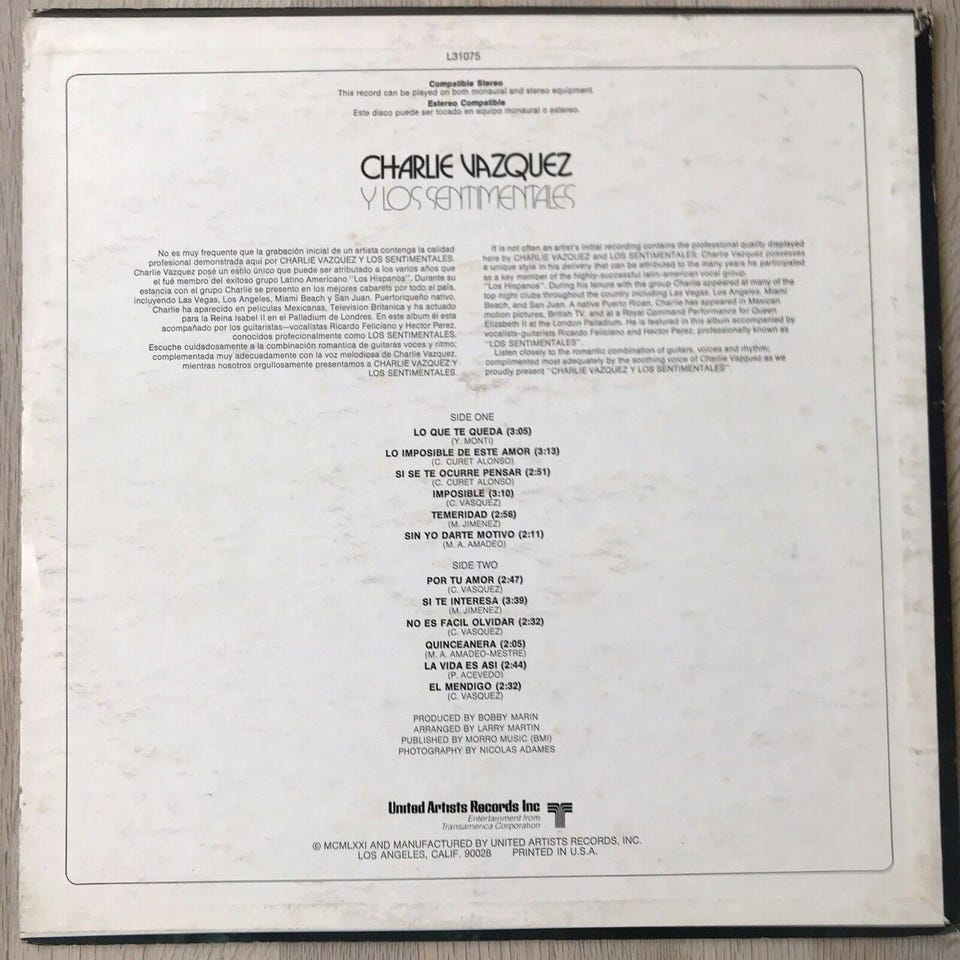 L31075
Compatible Stereo
This record can be played on both monaural and stereo equipment.
Estereo Compatible
Este disco puede ser tocado en equipo monaural o estereo.
CHARLIE VAZQUEZ
Y LOS SENTIMENTALES
No es muy frequente que la grabación inicial de un artista contenga la calidad
profesional demonstrada aquí por CHARLIE VAZQUEZ Y LOS SENTIMENTALES.
Charlie Vazquez posé un estilo único que puede ser atributado a los varios años que
el fué membro del exitoso grupo Latino Americano "Los Hispanos". Durante su
estancia con el grupo Charlie se presento en los mejores cabarets por todo el país,
incluyendo Las Vegas, Los Angeles, Miami Beach y San Juan. Puertoriqueño nativo,
Charlie ha aparecido en peliculas Mexicanas, Television Britanica y ha actuado
para la Reina Isabel II en el Palladium de Londres. En este album él esta
acompañado por los guitaristas—vocalistas Ricardo Feliciano y Hector Perez,
conocidos profecionalmente como LOS SENTIMENTALES.
Escuche cuidadosamente a la combinación romantica de guitaras voces y ritmo;
complementada muy adecuadamente con la voz melodiosa de Charlie Vazquez,
mientras nosotros orgullosamente presentamos a CHARLIE VAZQUEZ Y
LOS SENTIMENTALES.
It is not often an artist's initial recording contains the professional quality displayed
here by CHARLIE VAZQUEZ and LOS SENTIMENTALES. Charlie Vazquez possesses
a unique style in his delivery that can be attributed to the many years he participated
as a key member of the highly-successful latin-american vocal group
"Los Hispanos". During his tenure with the group Charlie appeared at many of the
top night clubs throughout the country including Las Vegas, Los Angeles, Miami
Beach, and San Juan. A native Puerto Rican, Charlie has appeared in Mexican
motion pictures, British TV, and at a Royal Command Performance for Queen
Elizabeth II at the London Palladium. He is featured in this album accompanied by
vocalists-guitarists Ricardo Feliciano and Hector Perez, professionally known as
"LOS SENTIMENTALES".
Listen closely to the romantic combination of guitars, voices and rhythm;
complimented most adequately by the soothing voice of Charlie Vazquez as we
proudly present "CHARLIE VAZQUEZ Y LOS SENTIMENTALES".
SIDE ONE
LO QUE TE QUEDA (3:05)
(Y. MONTI)
LO IMPOSIBLE DE ESTE AMOR (3:13)
(C. CURET ALONSO)
SI SE TE OCURRE PENSAR (2:51)
(C. CURET ALONSO)
IMPOSIBLE (3:10)
(C. VASQUEZ)
TEMERIDAD (2:56)
(M. JIMENEZ)
SIN YO DARTE MOTIVO (2:11)
(M. A. AMADEO)
SIDE TWO
POR TU AMOR (2:47)
(C. VASQUEZ)
SI TE INTERESA (3:39)
(M. JIMENEZ)
NO ES FACIL OLVIDAR (2:32)
(C. VASQUEZ)
QUINCEANERA (2:05)
(M. A. AMADEO-MESTRE)
LA VIDA ES ASI (2:44)
(P. ACEVEDO)
EL MENDIGO (2:32)
(C. VASQUEZ)
PRODUCED BY BOBBY MARIN
ARRANGED BY LARRY MARTIN
PUBLISHED BY MORRO MUSIC (BMI)
PHOTOGRAPHY BY NICOLAS ADAMES
United Artists Records Inc
Entertainment from
Transamerica Corporation
© MCMLXXI AND MANUFACTURED BY UNITED ARTISTS RECORDS, INC.
LOS ANGELES, CALIF. 90028 PRINTED IN U.S.A.